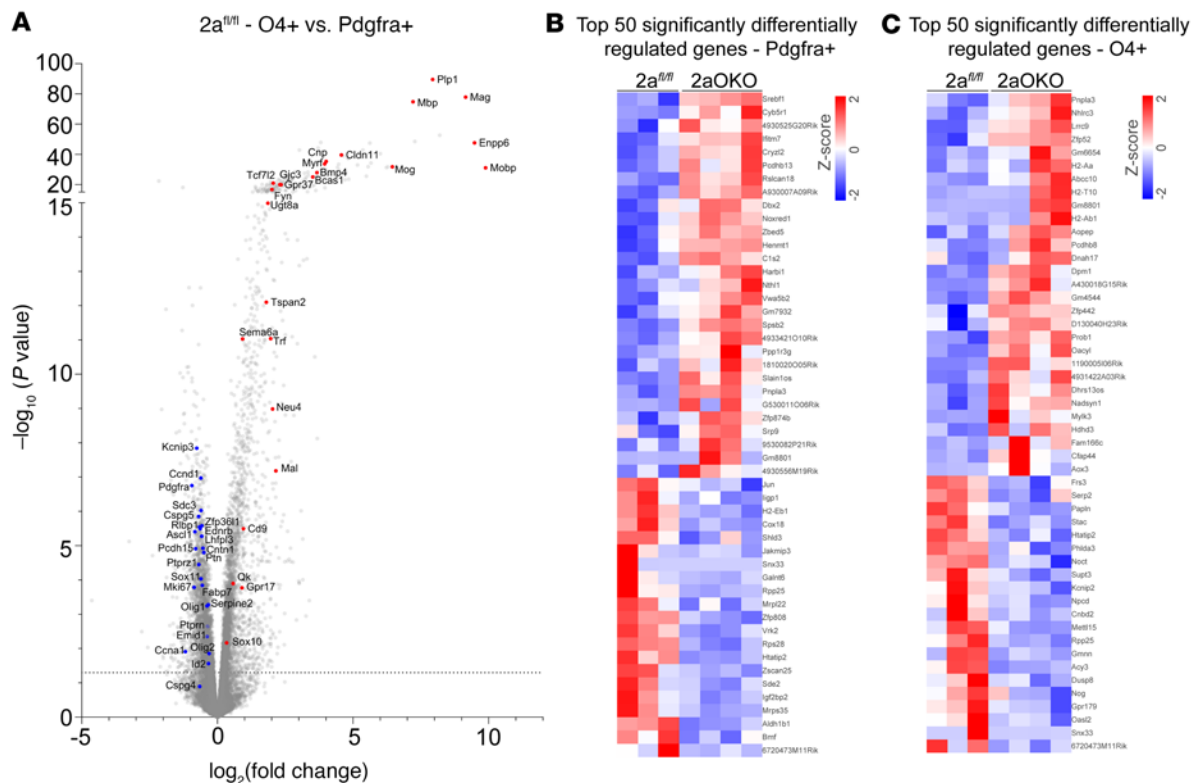 A
2a^fl/fl - O4+ vs. Pdgfra+
−log10 (P value)
100
80
60
40
20
15
10
5
0
Plp1
Mag
Mbp
Enpp6
Cnp
Cldn11
Myrf
Mog
Mobp
Bmp4
Tcf7l2
Gjc3
Bcas1
Gpr37
Fyn
Ugt8a
Tspan2
Sema6a
Trf
Neu4
Kcnip3
Mal
Ccnd1
Pdgfra
Sdc3
Cspg5
Zfp36l1
Rlbp1
Ednrb
Cd9
Ascl1
Lhfpl3
Pcdh15
Cntn1
Ptn
Ptprz1
Sox11
Qk
Mki67
Gpr17
Fabp7
Olig1
Serpine2
Ptprn
Emid1
Olig2
Sox10
Ccna1
Id2
Cspg4
−5
0
5
10
log2(fold change)
B
Top 50 significantly differentially
regulated genes - Pdgfra+
2a^fl/fl
2aOKO
Srebf1
Cyb5r1
4930525G20Rik
Ifitm7
Cryzl2
Pcdhb13
Rslcan18
A930007A09Rik
Dbx2
Noxred1
Zbed5
Henmt1
C1s2
Harbi1
Nthl1
Vwa5b2
Gm7932
Spsb2
4933421O10Rik
Ppp1r3g
1810020O05Rik
Slain1os
Pnpla3
G530011O06Rik
Zfp874b
Srp9
9530082P21Rik
Gm8801
4930556M19Rik
Jun
Iigp1
H2-Eb1
Cox18
Shld3
Jakmip3
Snx33
Galnt6
Rpp25
Mrpl22
Zfp808
Vrk2
Rps28
Htatip2
Zscan25
Sde2
Igf2bp2
Mrps35
Aldh1b1
Bmf
6720473M11Rik
2
Z-score
-2
C
Top 50 significantly differentially
regulated genes - O4+
2a^fl/fl
2aOKO
Pnpla3
Nhlrc3
Lrrc9
Zfp52
Gm6654
H2-Aa
Abcc10
H2-T10
Gm8801
H2-Ab1
Aopep
Pcdhb8
Dnah17
Dpm1
A430018G15Rik
Gm4544
Zfp442
D130040H23Rik
Prob1
Oacyl
1190005I06Rik
4931422A03Rik
Dhrs13os
Nadsyn1
Mylk3
Hdhd3
Fam166c
Cfap44
Aox3
Frs3
Serp2
Papln
Stac
Htatip2
Phlda3
Noct
Supt3
Kcnip2
Npcd
Cnbd2
Mettl15
Rpp25
Gmnn
Acy3
Dusp8
Nog
Gpr179
Oasl2
Snx33
6720473M11Rik
2
Z-score
-2